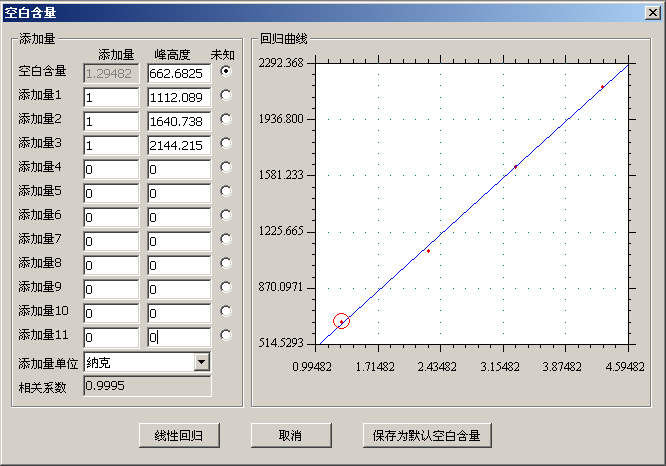 空白含量
添加量
添加量 峰高度 未知
空白含量 1.29482 662.6825
添加量1 1 1112.089
添加量2 1 1640.738
添加量3 1 2144.215
添加量4 0 0
添加量5 0 0
添加量6 0 0
添加量7 0 0
添加量8 0 0
添加量9 0 0
添加量10 0 0
添加量11 0 0
添加量单位 纳克
相关系数 0.9995
回归曲线
2292.368
1936.800
1581.233
1225.665
870.0971
514.5293
0.99482 1.71482 2.43482 3.15482 3.87482 4.59482
线性回归 取消 保存为默认空白含量